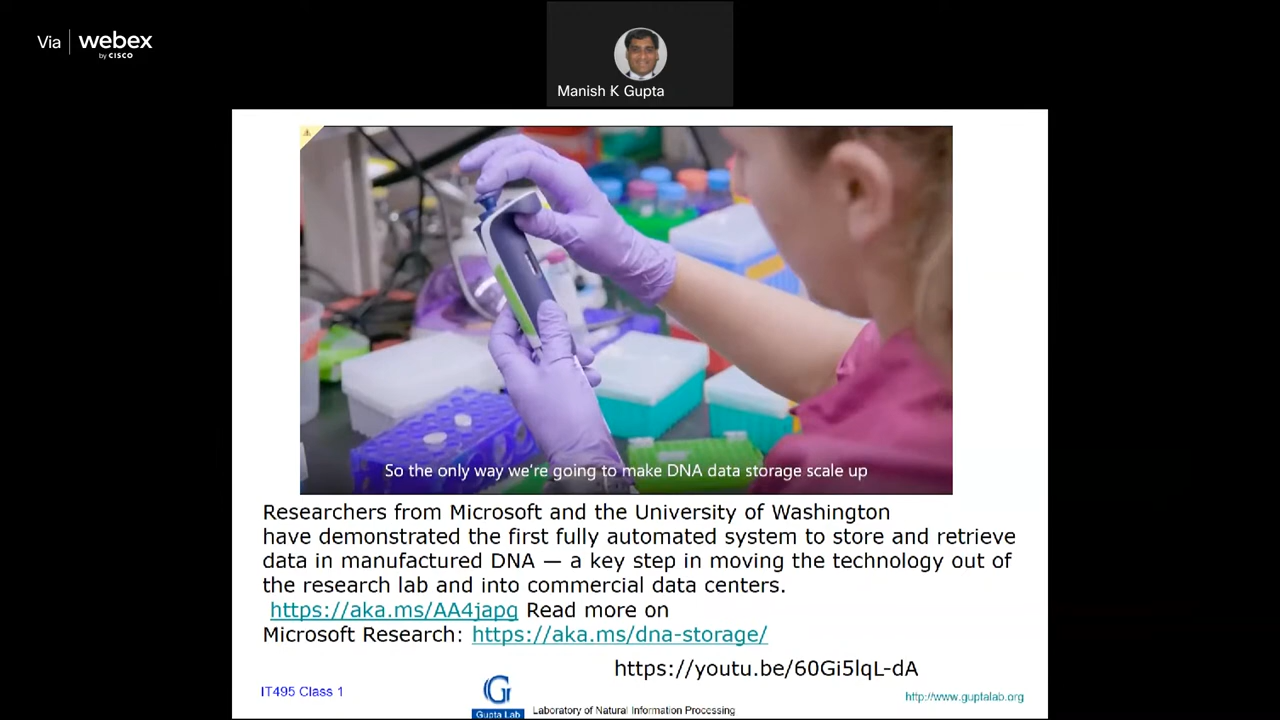 Via
webex
by CISCO
Manish K Gupta
So the only way we're going to make DNA data storage scale up
Researchers from Microsoft and the University of Washington
have demonstrated the first fully automated system to store and retrieve
data in manufactured DNA — a key step in moving the technology out of
the research lab and into commercial data centers.
https://aka.ms/AA4japg Read more on
Microsoft Research: https://aka.ms/dna-storage/
https://youtu.be/60Gi5lqL-dA
IT495 Class 1
Gupta Lab
Laboratory of Natural Information Processing
http://www.guptalab.org